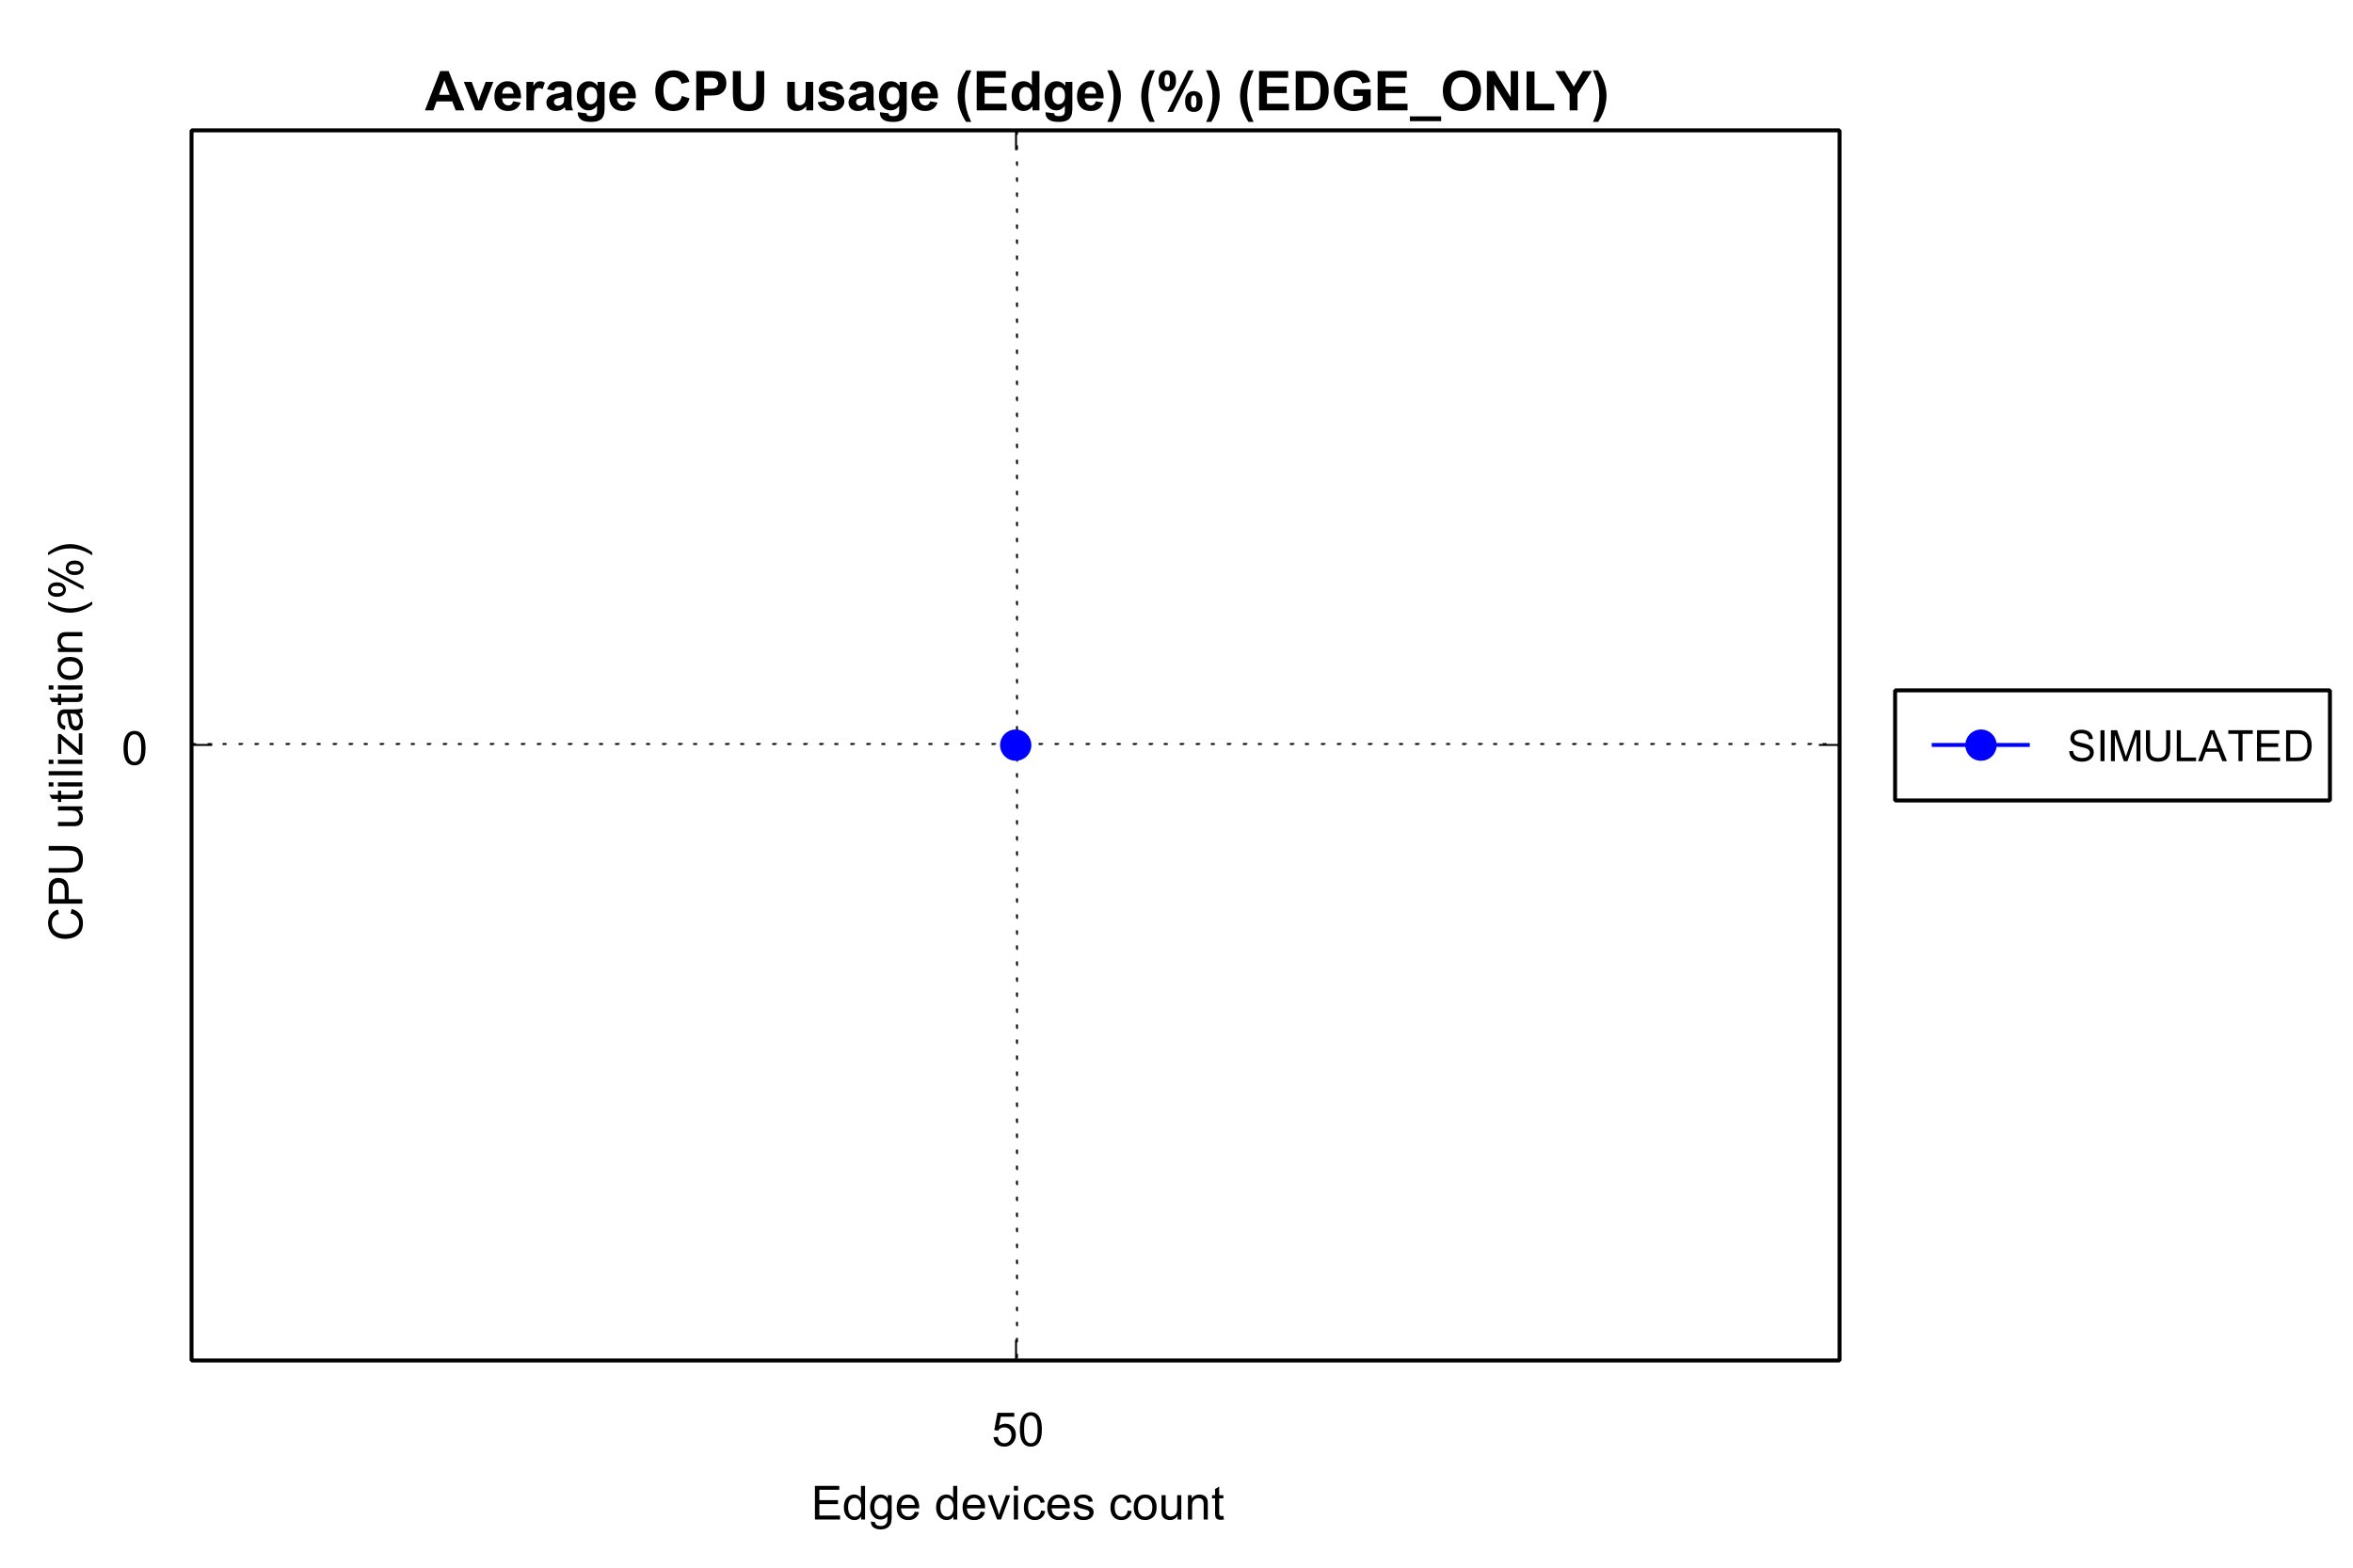 Average CPU usage (Edge) (%) (EDGE_ONLY)
CPU utilization (%)
0
SIMULATED
50
Edge devices count